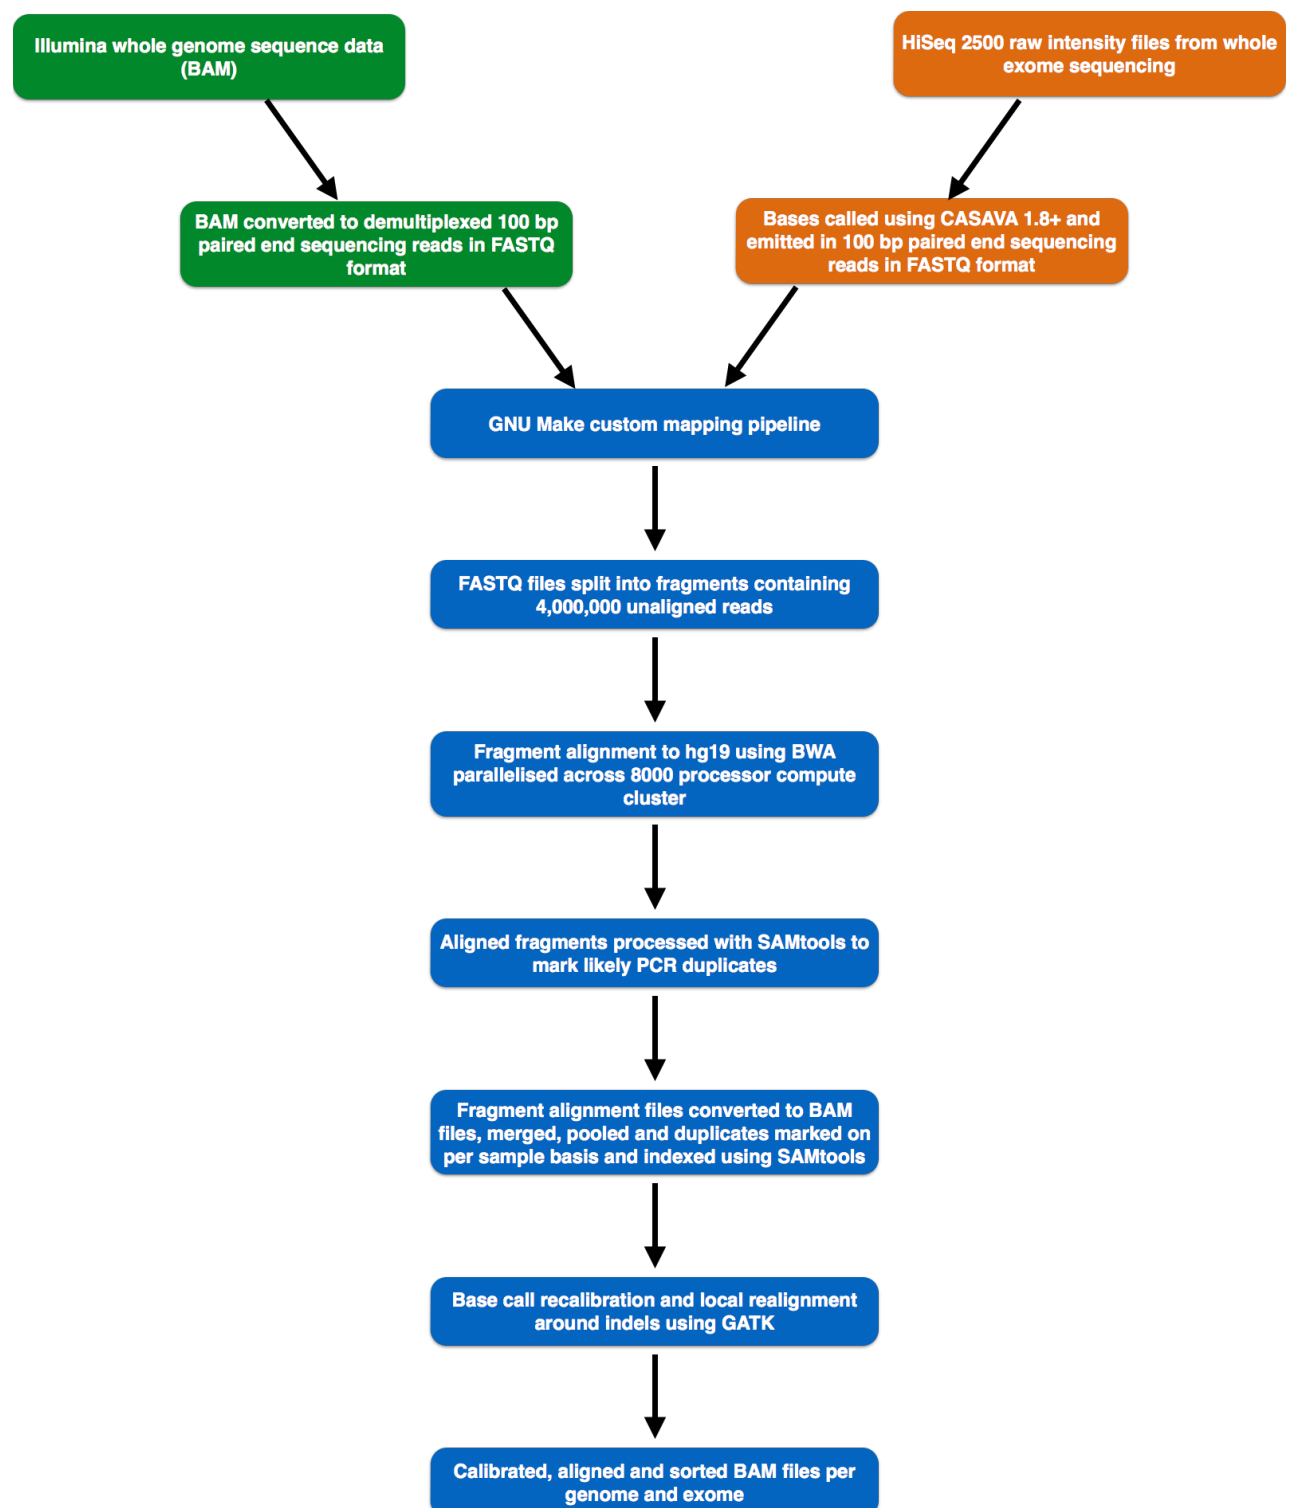 Illumina whole genome sequence data
(BAM)
HiSeq 2500 raw intensity files from whole
exome sequencing
BAM converted to demultiplexed 100 bp
paired end sequencing reads in FASTQ
format
Bases called using CASAVA 1.8+ and
emitted in 100 bp paired end sequencing
reads in FASTQ format
GNU Make custom mapping pipeline
FASTQ files split into fragments containing
4,000,000 unaligned reads
Fragment alignment to hg19 using BWA
parallelised across 8000 processor compute
cluster
Aligned fragments processed with SAMtools to
mark likely PCR duplicates
Fragment alignment files converted to BAM
files, merged, pooled and duplicates marked on
per sample basis and indexed using SAMtools
Base call recalibration and local realignment
around indels using GATK
Calibrated, aligned and sorted BAM files per
genome and exome